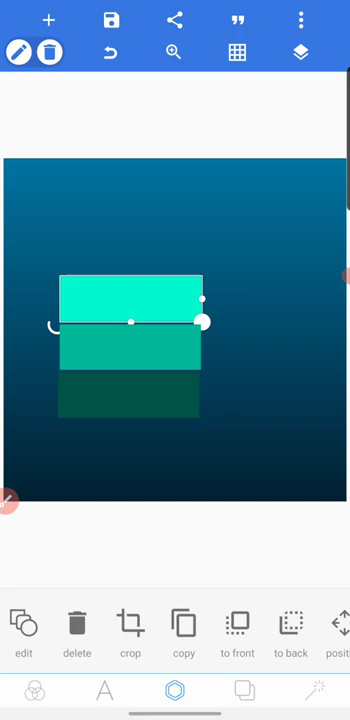 edit
delete
crop
copy
to front
to back
positi